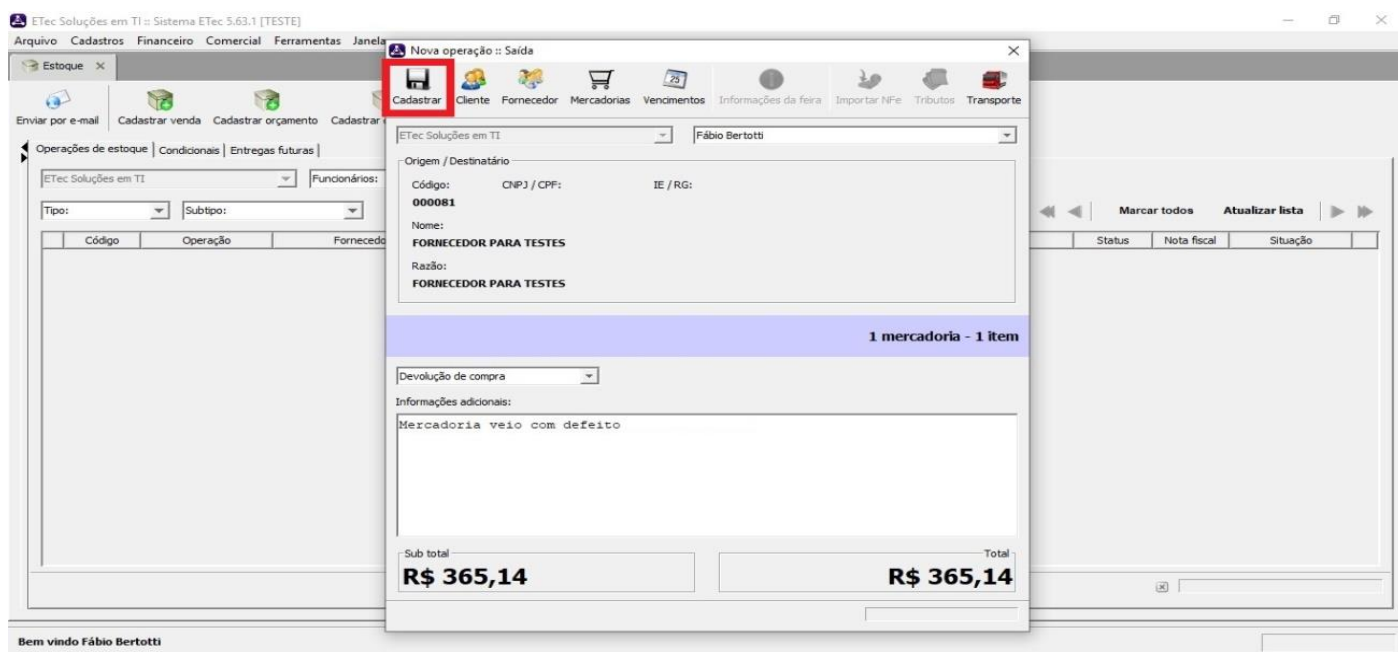 ETec Soluções em TI :: Sistema ETec 5.63.1 [TESTE]
Arquivo Cadastros Financeiro Comercial Ferramentas Janela
Estoque
Enviar por e-mail Cadastrar venda Cadastrar orçamento Cadastrar
Operações de estoque Condicionais Entregas futuras
ETec Soluções em TI Funcionários:
Tipo: Subtipo: Marcar todos Atualizar lista
Código Operação Fornecedo Status Nota fiscal Situação
Nova operação :: Saída
Cadastrar Cliente Fornecedor Mercadorias Vencimentos Informações da feira Importar NFe Tributos Transporte
ETec Soluções em TI Fábio Bertotti
Origem / Destinatário
Código: CNPJ / CPF: IE / RG:
000081
Nome:
FORNECEDOR PARA TESTES
Razão:
FORNECEDOR PARA TESTES
1 mercadoria - 1 item
Devolução de compra
Informações adicionais:
Mercadoria veio com defeito
Sub total Total
R$ 365,14 R$ 365,14
Bem vindo Fábio Bertotti